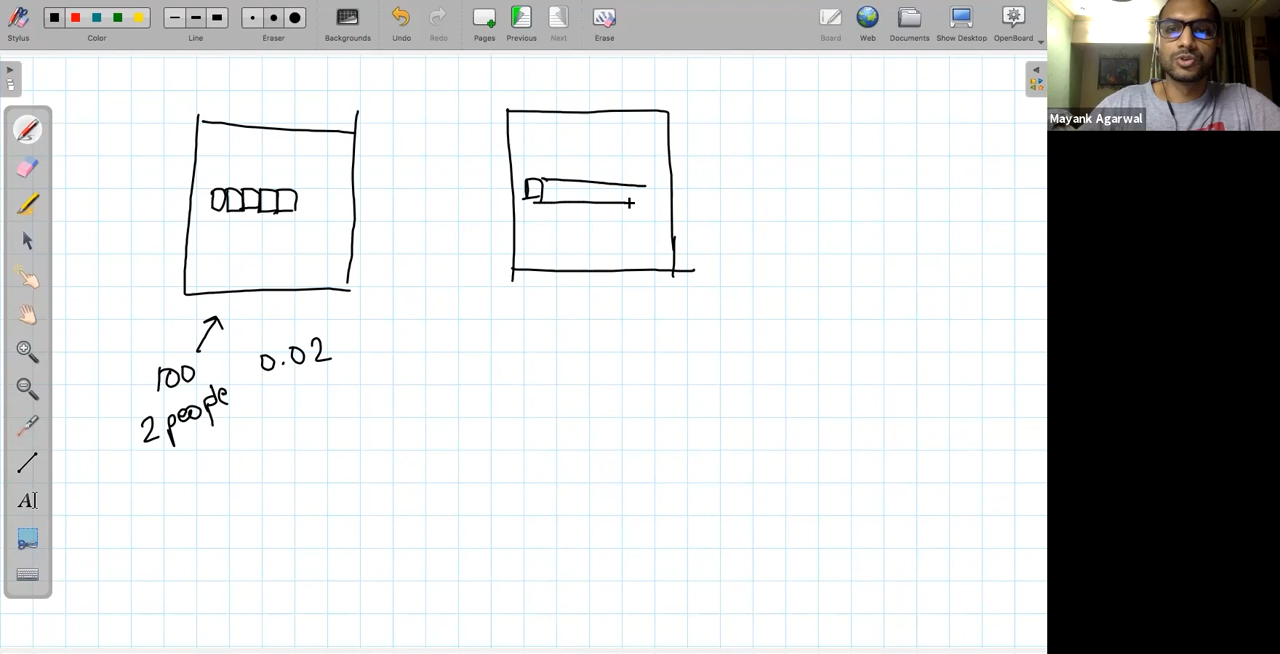 Stylus
Color
Line
Eraser
Backgrounds
Undo
Redo
Pages
Previous
Next
Erase
Board
Web
Documents
Show Desktop
OpenBoard
Mayank Agarwal
A
100
0.02
2 people